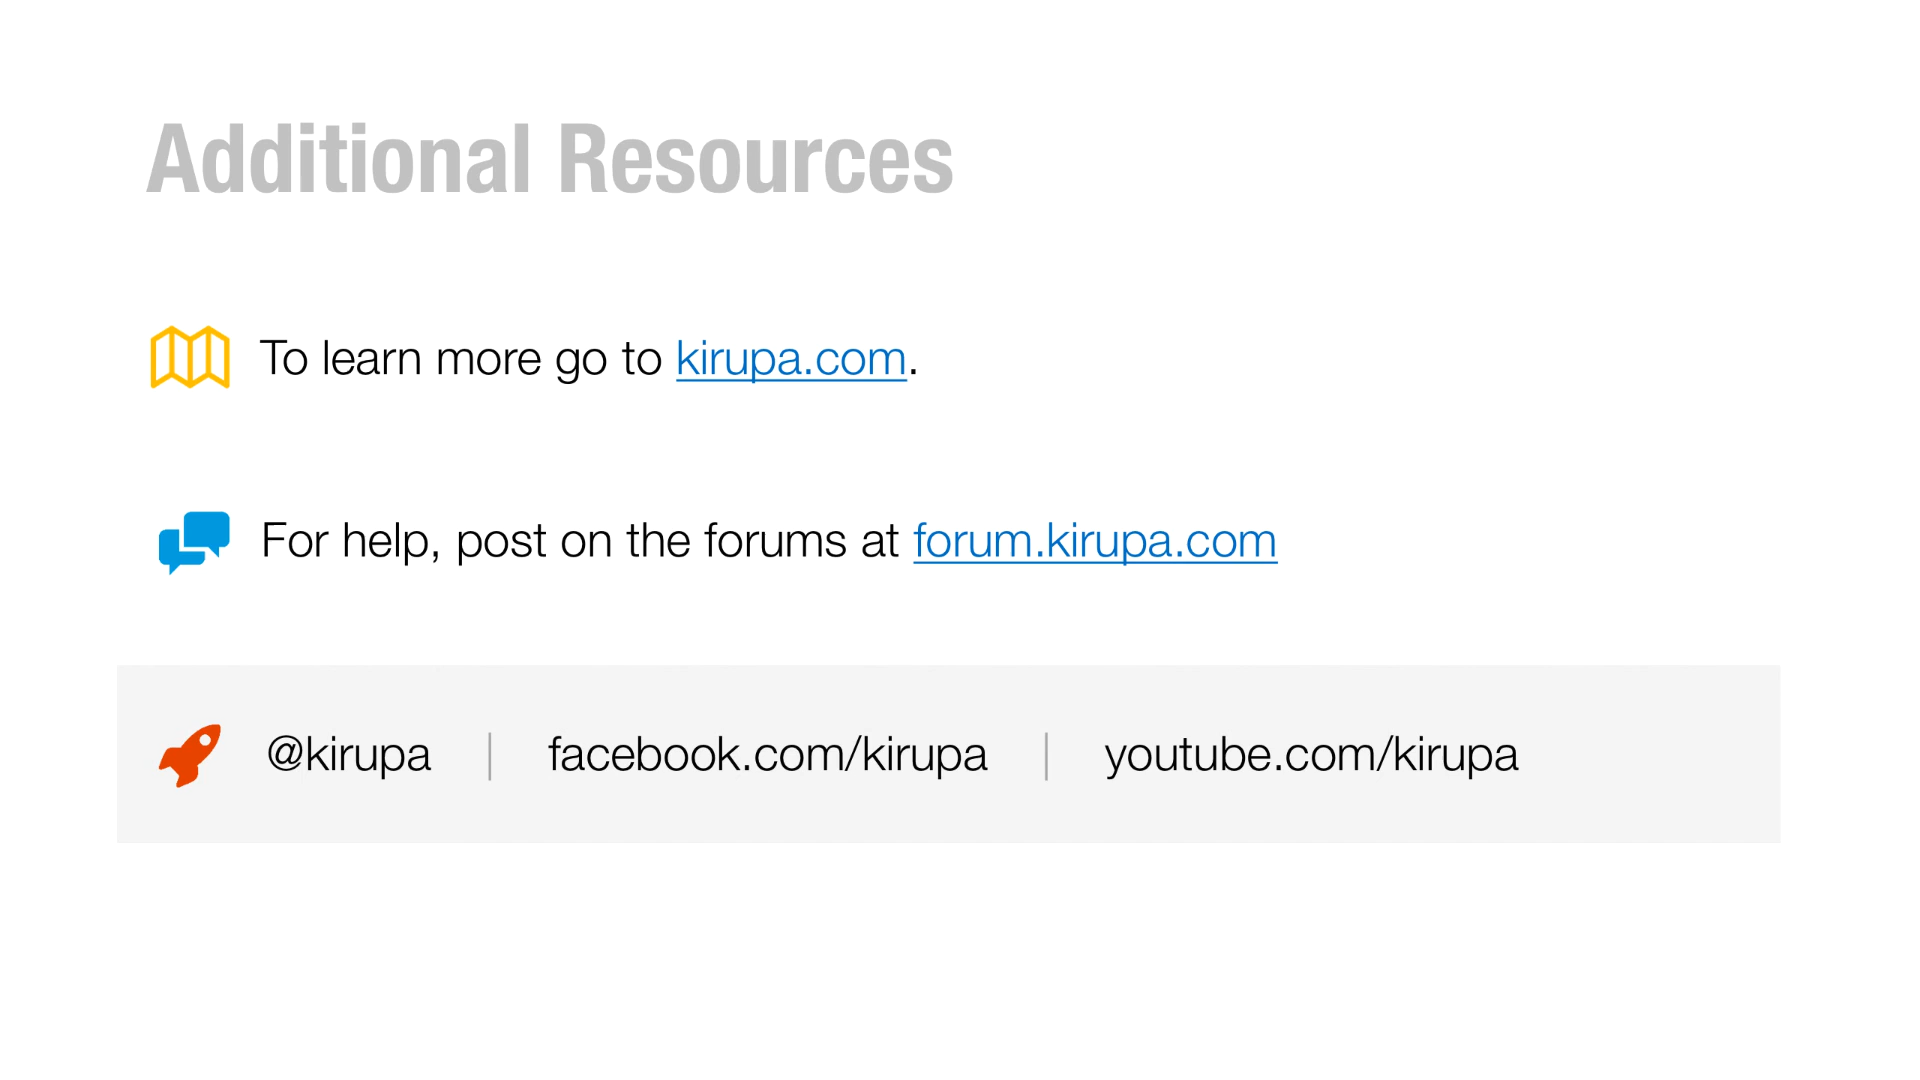 Additional Resources
To learn more go to kirupa.com.
For help, post on the forums at forum.kirupa.com
@kirupa | facebook.com/kirupa | youtube.com/kirupa